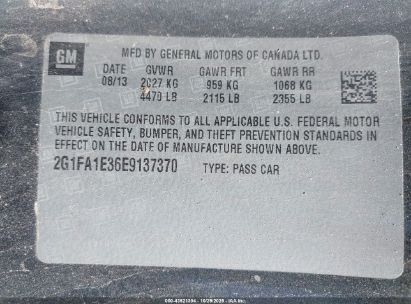 GM
MFD BY GENERAL MOTORS OF CANADA LTD.
DATE GVWR GAWR FRT GAWR RR
08/13 2027 KG 959 KG 1068 KG
4470 LB 2115 LB 2355 LB
THIS VEHICLE CONFORMS TO ALL APPLICABLE U.S. FEDERAL MOTOR
VEHICLE SAFETY, BUMPER, AND THEFT PREVENTION STANDARDS IN
EFFECT ON THE DATE OF MANUFACTURE SHOWN ABOVE.
2G1FA1E36E9137370 TYPE: PASS CAR